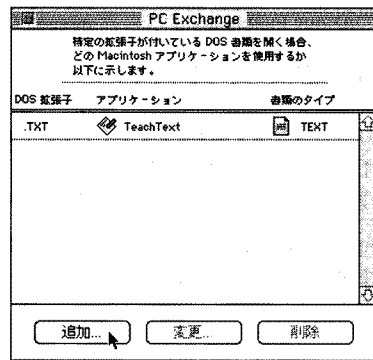 PC Exchange
特定の拡張子が付いている DOS 書類を開く場合、
どの Macintosh アプリケーションを使用するか
以下に示します。
DOS 拡張子 アプリケーション 書類のタイプ
.TXT TeachText TEXT
追加... 変更... 削除